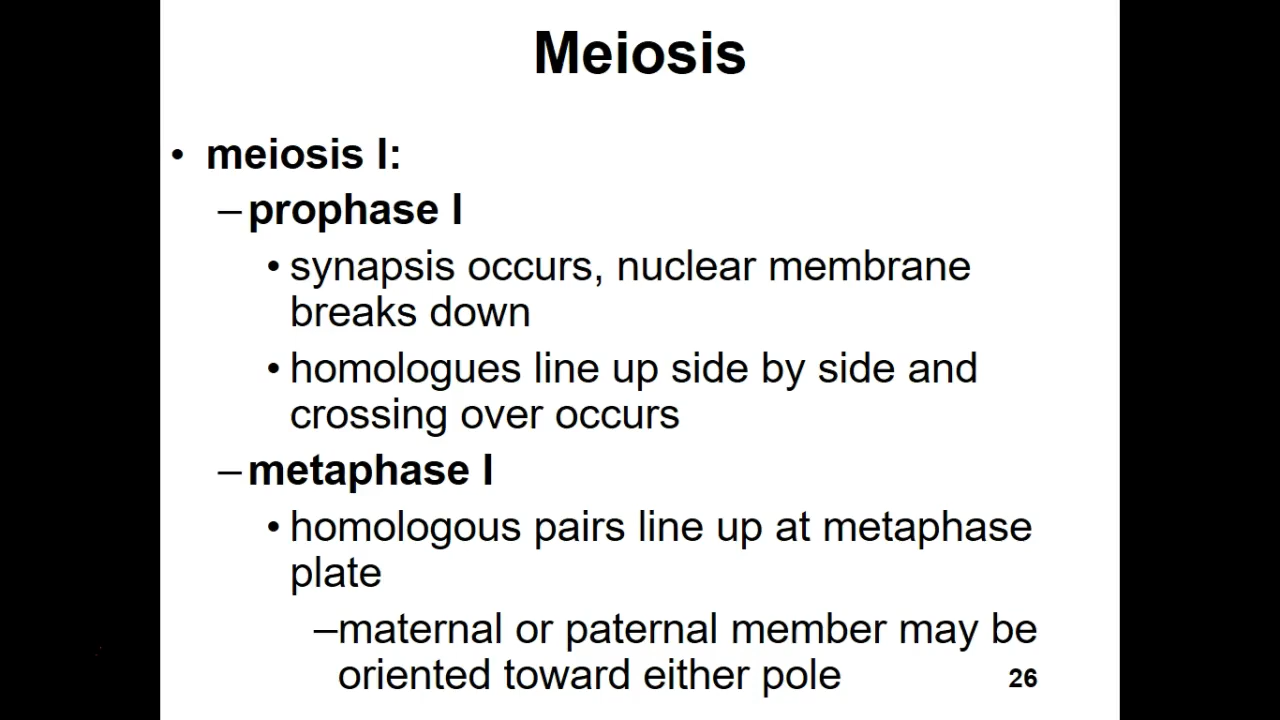 Meiosis
• meiosis I:
–prophase I
• synapsis occurs, nuclear membrane
breaks down
• homologues line up side by side and
crossing over occurs
–metaphase I
• homologous pairs line up at metaphase
plate
–maternal or paternal member may be
oriented toward either pole
26